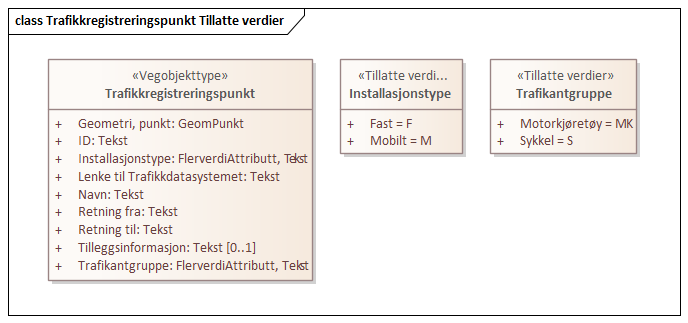 class Trafikkregistreringspunkt Tillatte verdier
«Vegobjekttype»
Trafikkregistreringspunkt
+ Geometri, punkt: GeomPunkt
+ ID: Tekst
+ Installasjonstype: FlerverdiAttributt, Tekst
+ Lenke til Trafikkdatasystemet: Tekst
+ Navn: Tekst
+ Retning fra: Tekst
+ Retning til: Tekst
+ Tilleggsinformasjon: Tekst [0..1]
+ Trafikantgruppe: FlerverdiAttributt, Tekst
«Tillatte verdi...
Installasjonstype
+ Fast = F
+ Mobilt = M
«Tillatte verdier»
Trafikantgruppe
+ Motorkjøretøy = MK
+ Sykkel = S